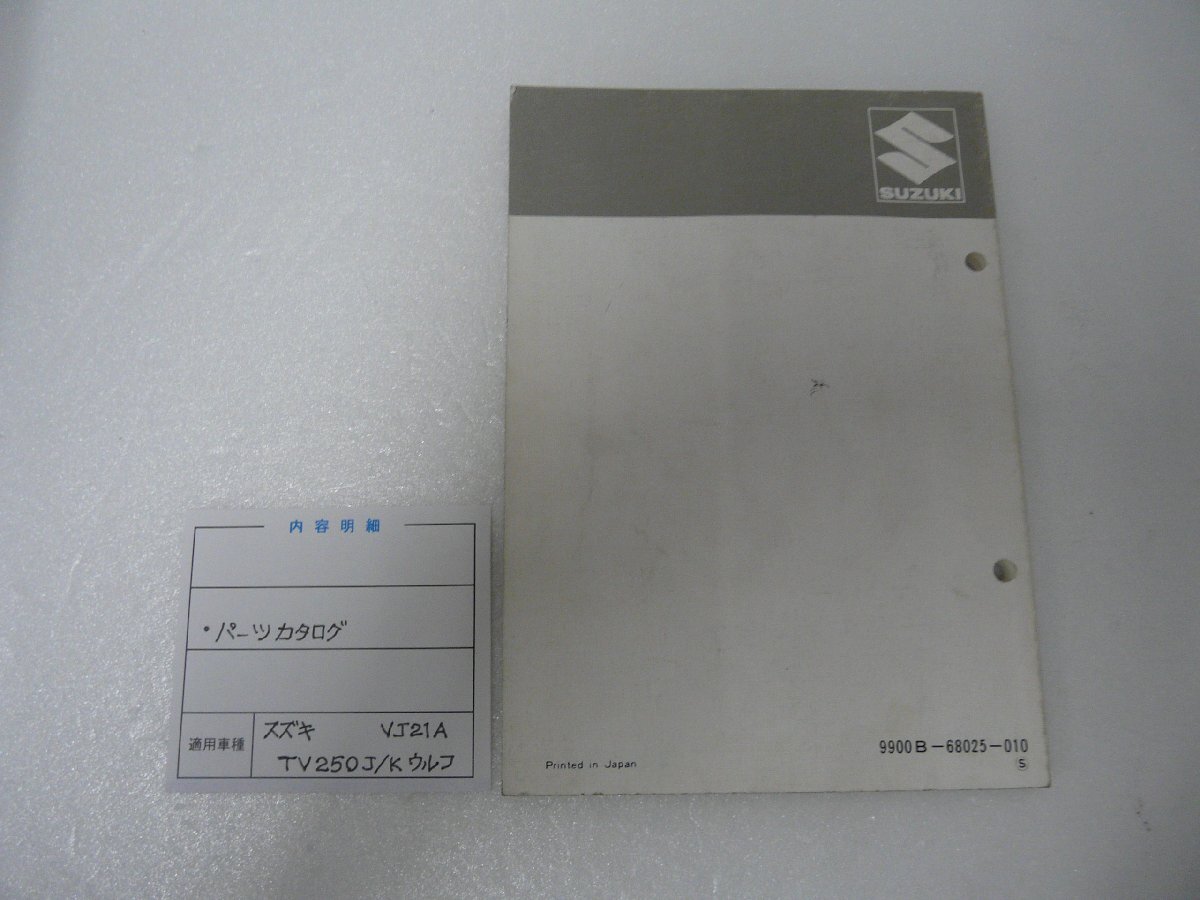 SUZUKI
内容明細
・パーツカタログ
適用車種
スズキ VJ21A
TV250J/Kウルフ
9900B-68025-010
S
Printed in Japan